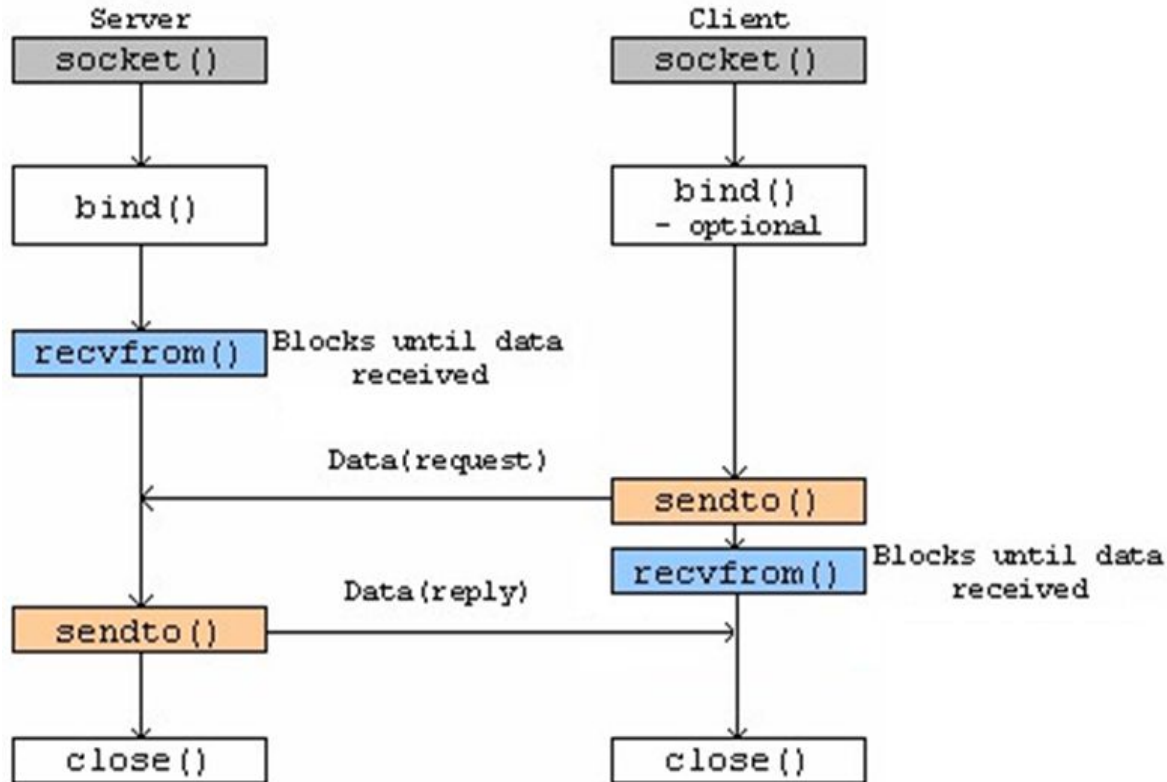 Server
socket()
bind()
recvfrom()
Blocks until data
received
Data(request)
Data(reply)
sendto()
close()
Client
socket()
bind()
- optional
sendto()
recvfrom()
Blocks until data
received
close()